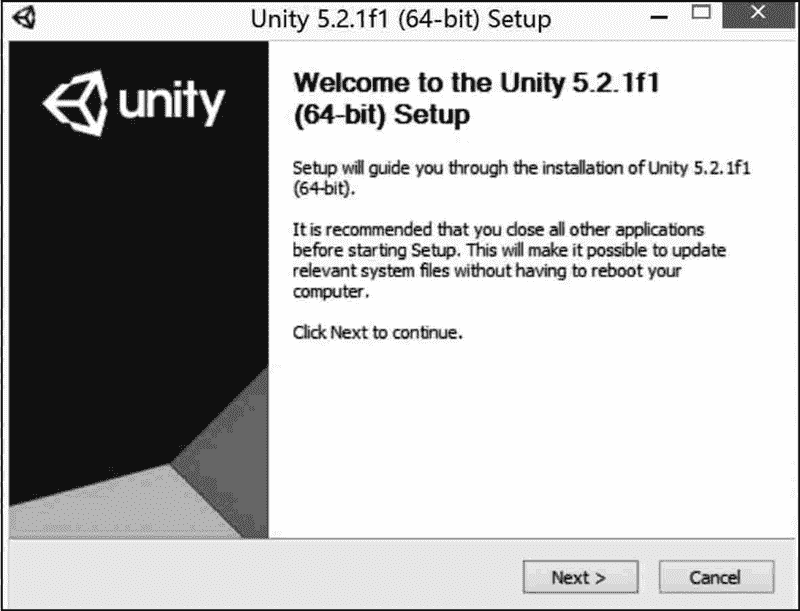 Unity 5.2.1f1 (64-bit) Setup
unity
Welcome to the Unity 5.2.1f1
(64-bit) Setup
Setup will guide you through the installation of Unity 5.2.1f1
(64-bit).
It is recommended that you close all other applications
before starting Setup. This will make it possible to update
relevant system files without having to reboot your
computer.
Click Next to continue.
Next >
Cancel